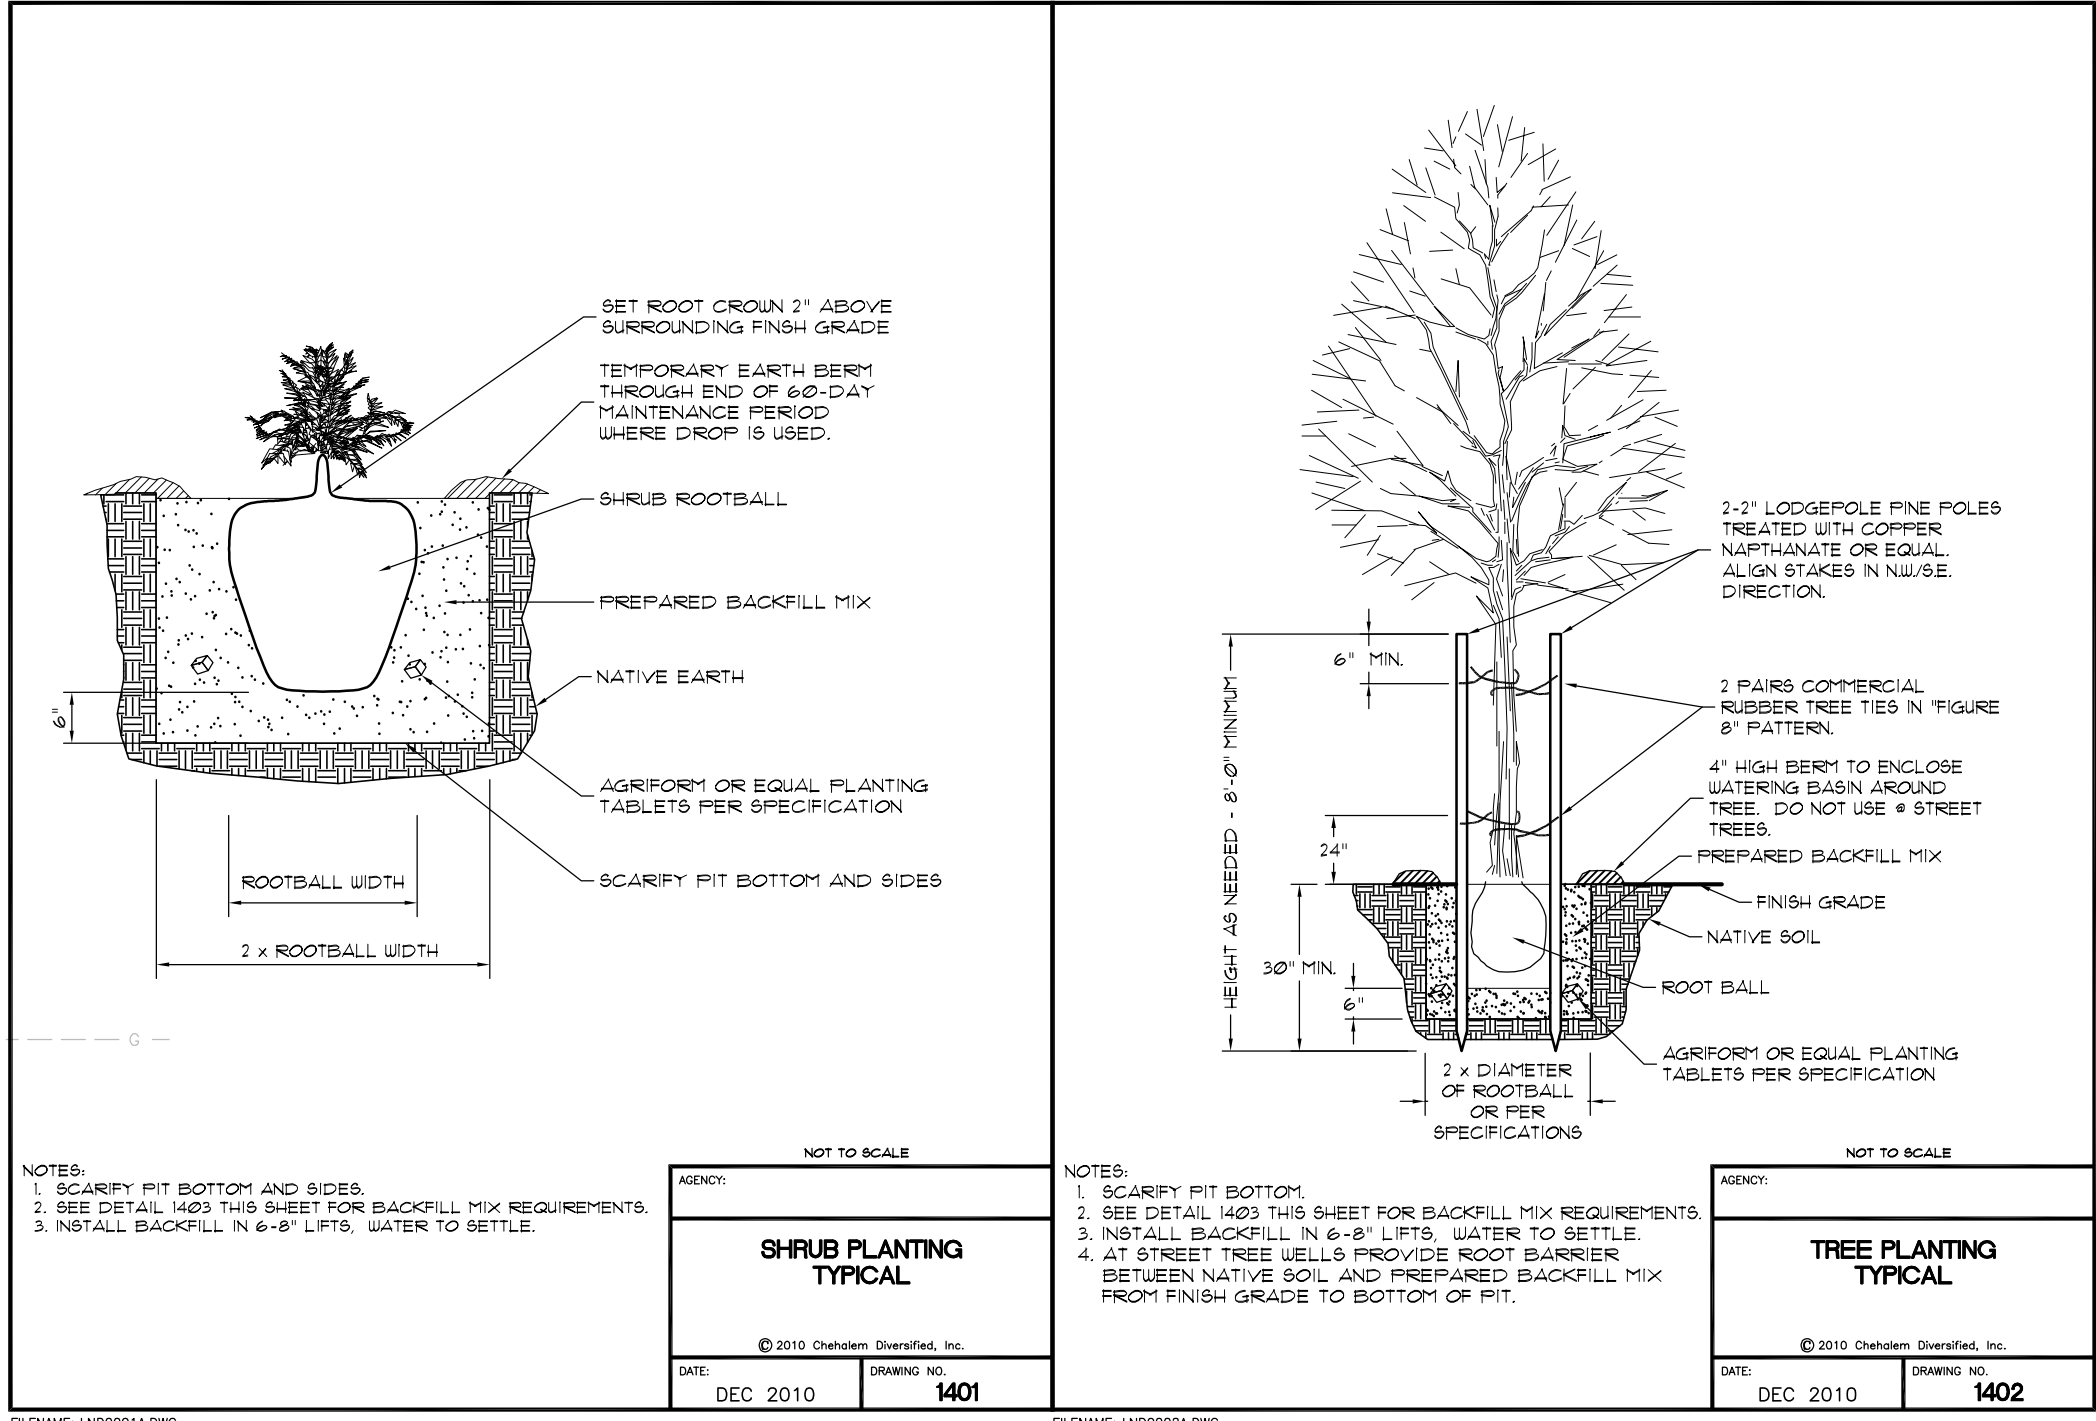 SET ROOT CROWN 2" ABOVE
SURROUNDING FINSH GRADE
TEMPORARY EARTH BERM
THROUGH END OF 60-DAY
MAINTENANCE PERIOD
WHERE DROP IS USED.
SHRUB ROOTBALL
PREPARED BACKFILL MIX
NATIVE EARTH
6"
AGRIFORM OR EQUAL PLANTING
TABLETS PER SPECIFICATION
ROOTBALL WIDTH
SCARIFY PIT BOTTOM AND SIDES
2 x ROOTBALL WIDTH
G
NOT TO SCALE
NOTES:
1. SCARIFY PIT BOTTOM AND SIDES.
2. SEE DETAIL 1403 THIS SHEET FOR BACKFILL MIX REQUIREMENTS.
3. INSTALL BACKFILL IN 6-8" LIFTS, WATER TO SETTLE.
AGENCY:
SHRUB PLANTING
TYPICAL
© 2010 Chehalem Diversified, Inc.
DATE:
DEC 2010
DRAWING NO.
1401
2-2" LODGEPOLE PINE POLES
TREATED WITH COPPER
NAPTHANATE OR EQUAL.
ALIGN STAKES IN N.W./S.E.
DIRECTION.
6" MIN.
2 PAIRS COMMERCIAL
RUBBER TREE TIES IN "FIGURE
8" PATTERN.
HEIGHT AS NEEDED - 8'-0" MINIMUM
4" HIGH BERM TO ENCLOSE
WATERING BASIN AROUND
TREE. DO NOT USE @ STREET
TREES.
24"
PREPARED BACKFILL MIX
FINISH GRADE
NATIVE SOIL
30" MIN.
ROOT BALL
6"
AGRIFORM OR EQUAL PLANTING
TABLETS PER SPECIFICATION
2 x DIAMETER
OF ROOTBALL
OR PER
SPECIFICATIONS
NOT TO SCALE
NOTES:
1. SCARIFY PIT BOTTOM.
2. SEE DETAIL 1403 THIS SHEET FOR BACKFILL MIX REQUIREMENTS.
3. INSTALL BACKFILL IN 6-8" LIFTS, WATER TO SETTLE.
4. AT STREET TREE WELLS PROVIDE ROOT BARRIER
BETWEEN NATIVE SOIL AND PREPARED BACKFILL MIX
FROM FINISH GRADE TO BOTTOM OF PIT.
AGENCY:
TREE PLANTING
TYPICAL
© 2010 Chehalem Diversified, Inc.
DATE:
DEC 2010
DRAWING NO.
1402
FILENAME:
FILENAME: